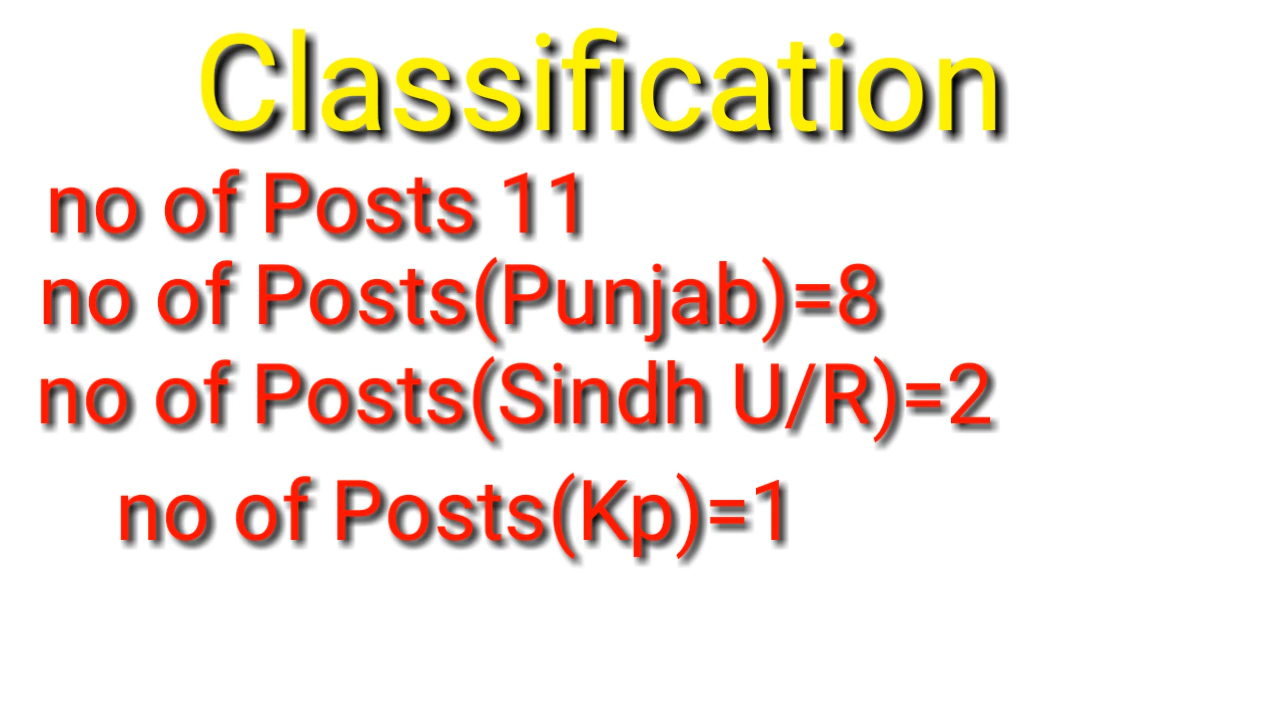 Classification
no of Posts 11
no of Posts(Punjab)=8
no of Posts(Sindh U/R)=2
no of Posts(Kp)=1